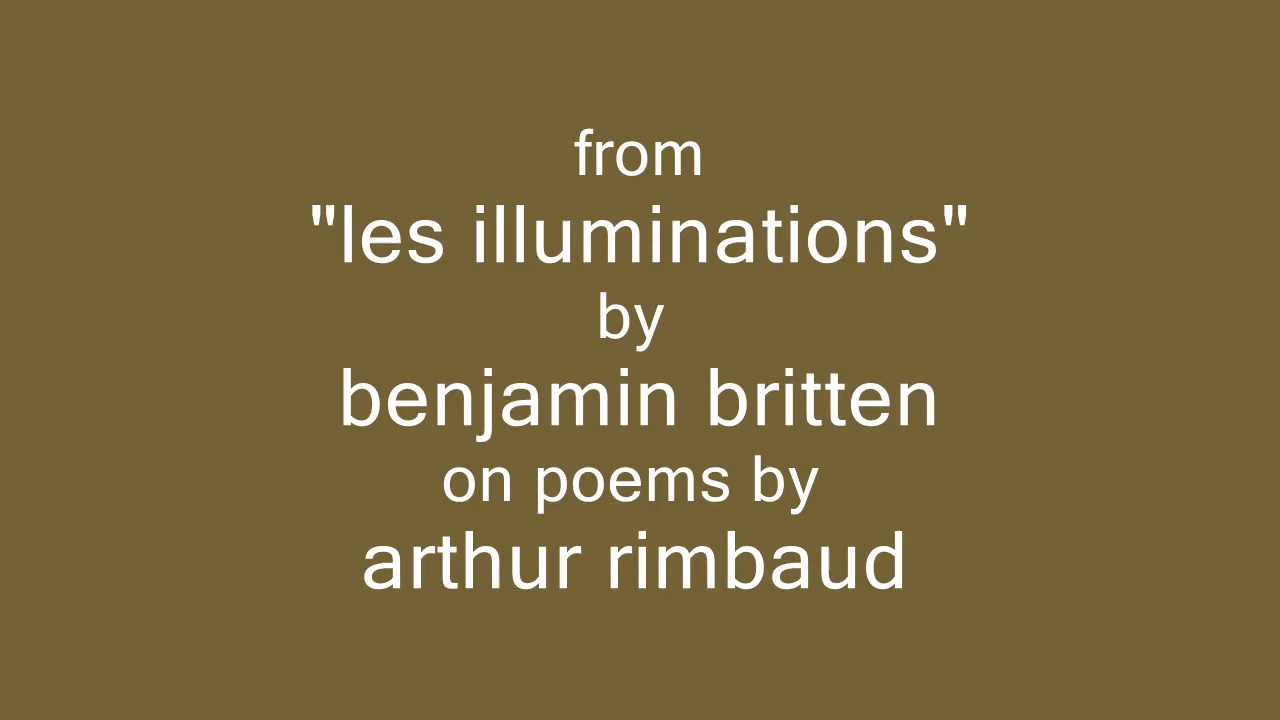 from
"les illuminations"
by
benjamin britten
on poems by
arthur rimbaud